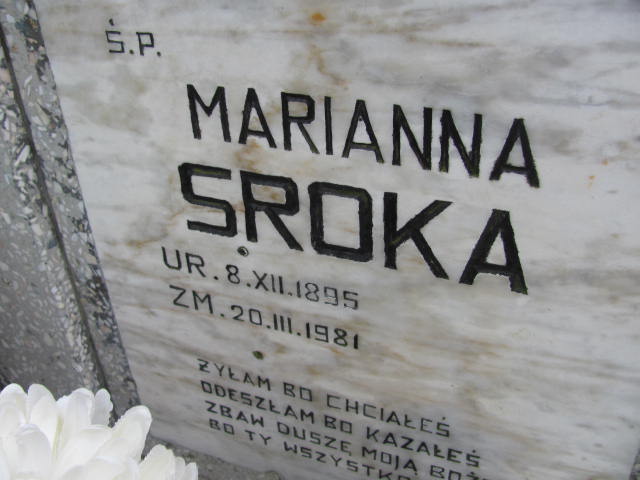 Ś.P.
MARIANNA
SROKA
UR. 8.XII.1895
ZM. 20.III.1981
ŻYŁAM BO CHCIAŁEŚ
ODESZŁAM BO KAZAŁEŚ
ZBAW DUSZĘ MOJĄ
BO TY